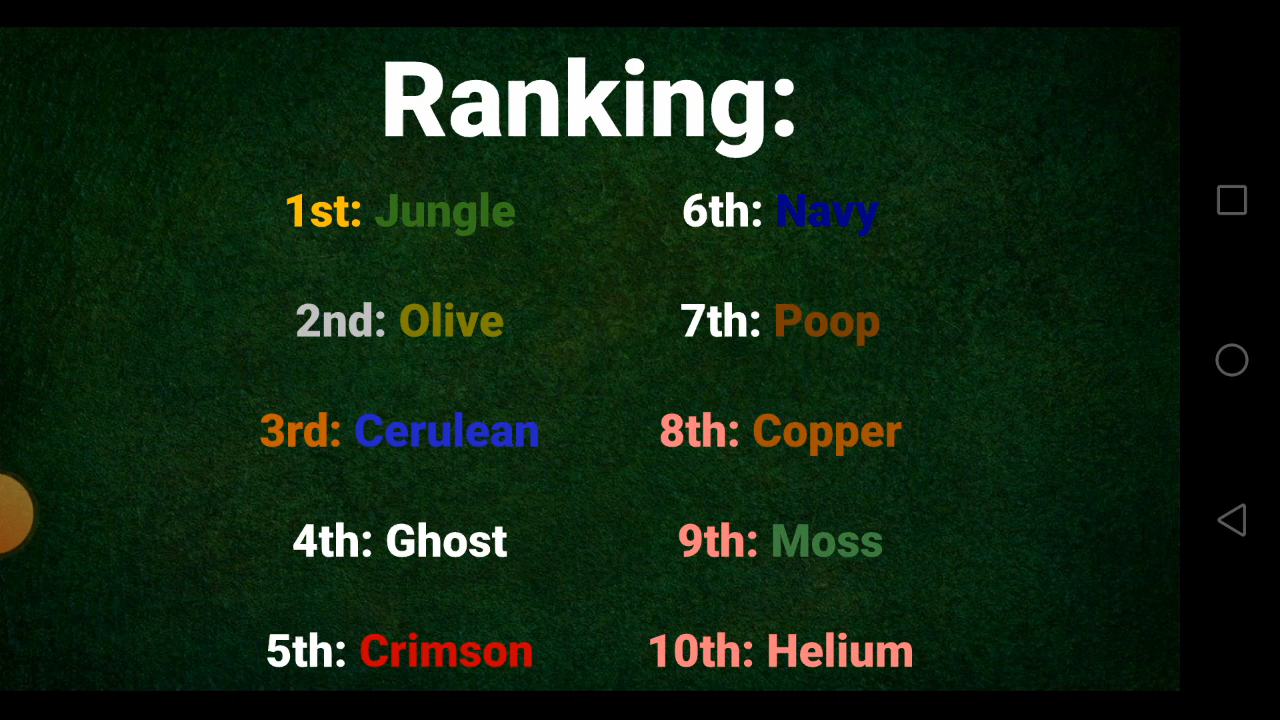 Ranking:
1st: Jungle
2nd: Olive
3rd: Cerulean
4th: Ghost
5th: Crimson
6th: Navy
7th: Poop
8th: Copper
9th: Moss
10th: Helium